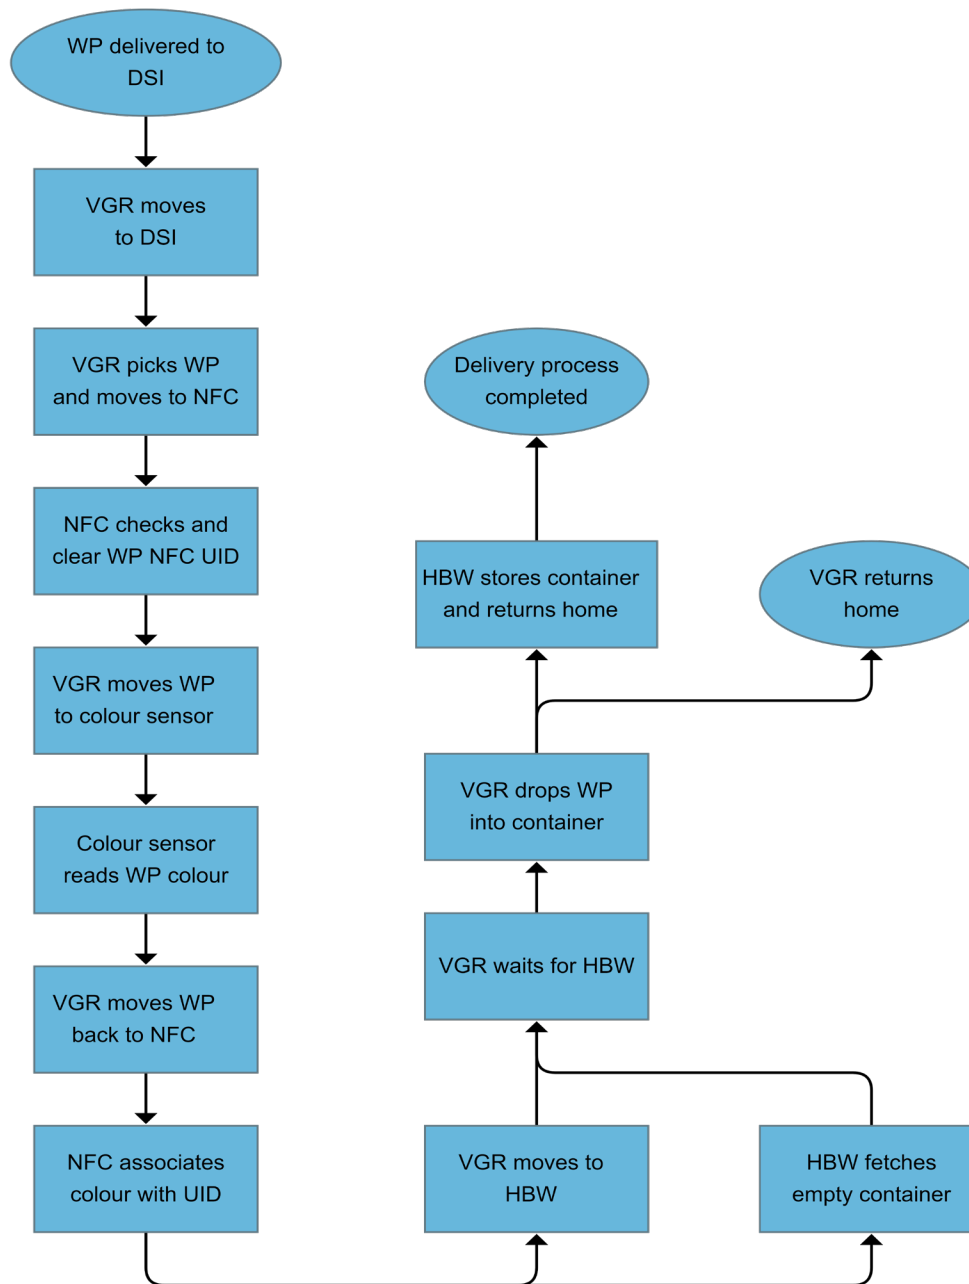 WP delivered to
DSI
VGR moves
to DSI
VGR picks WP
and moves to NFC
NFC checks and
clear WP NFC UID
VGR moves WP
to colour sensor
Colour sensor
reads WP colour
VGR moves WP
back to NFC
NFC associates
colour with UID
VGR moves to
HBW
HBW fetches
empty container
VGR waits for HBW
VGR drops WP
into container
HBW stores container
and returns home
VGR returns
home
Delivery process
completed